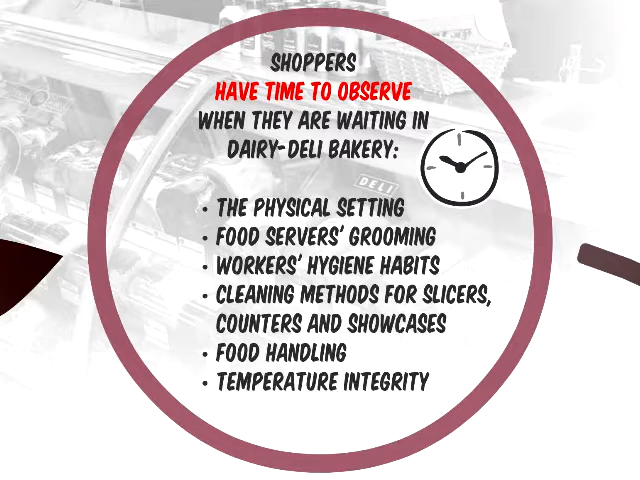 SHOPPERS
HAVE TIME TO OBSERVE
WHEN THEY ARE WAITING IN
DAIRY-DELI BAKERY:
DELI
• THE PHYSICAL SETTING
• FOOD SERVERS' GROOMING
• WORKERS' HYGIENE HABITS
• CLEANING METHODS FOR SLICERS,
COUNTERS AND SHOWCASES
• FOOD HANDLING
• TEMPERATURE INTEGRITY